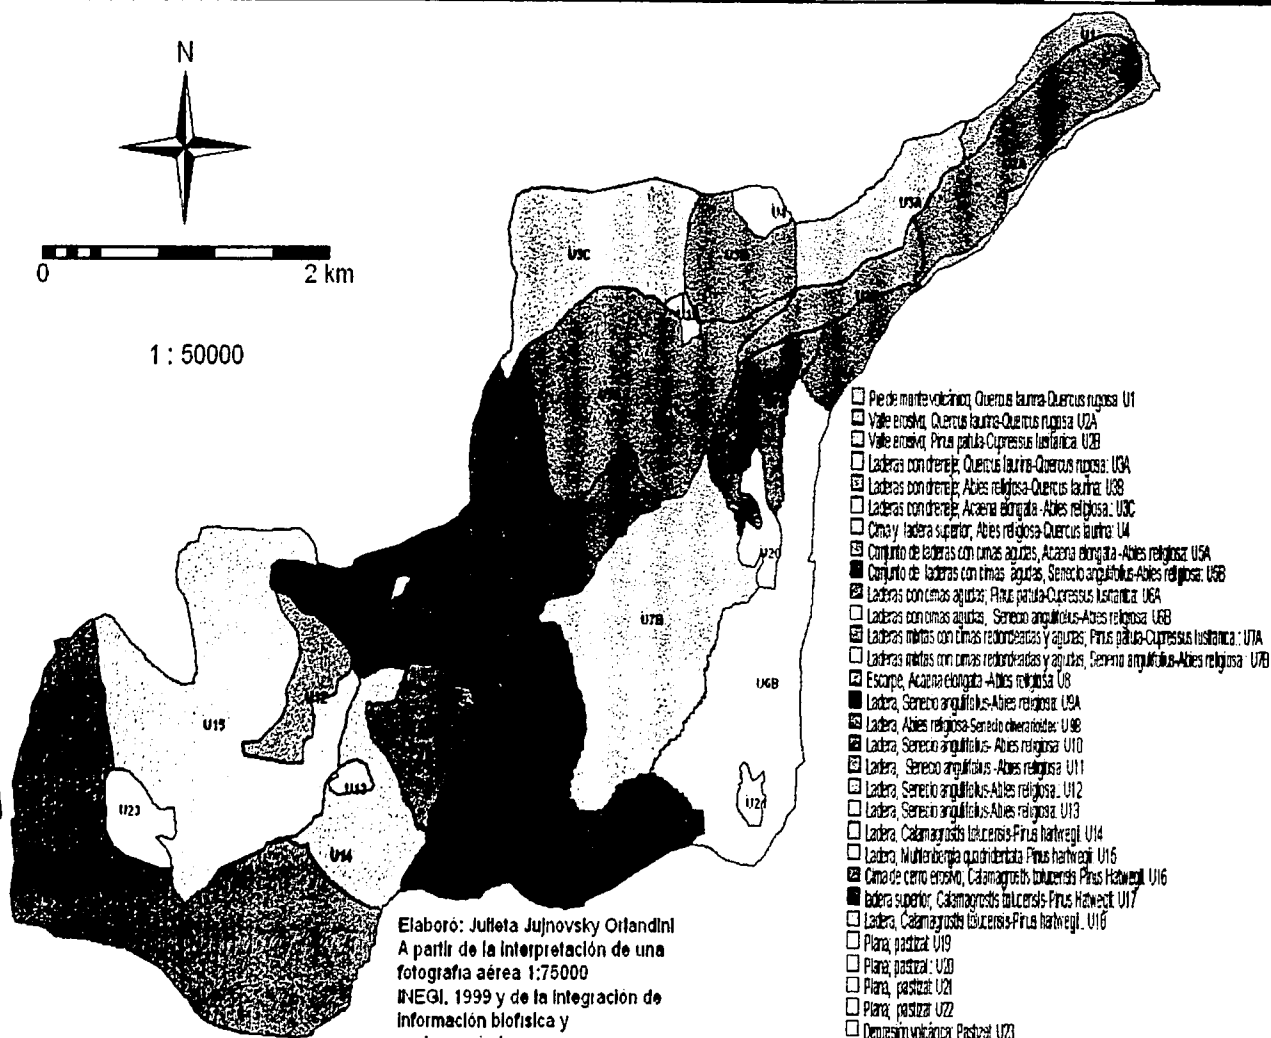 N
0 2 km
1 : 50000
U1
U3A
U3C
U20
U7B
U6B
U15
U23
U14
U21
Pie de monte volcánico, Quercus laurina-Quercus rugosa U1
Valle erosivo, Quercus laurina-Quercus rugosa U2A
Valle erosivo, Pinus patula-Cupressus lusitanica U2B
Laderas con drenaje, Quercus laurina-Quercus rugosa: U3A
Laderas con drenaje, Abies religiosa-Quercus laurina: U3B
Laderas con drenaje, Acaena elongata -Abies religiosa.: U3C
Cima y ladera superior, Abies religiosa-Quercus laurina: U4
Conjunto de laderas con cimas agudas, Acaena elongata -Abies religiosa: U5A
Conjunto de laderas con cimas agudas, Senecio angulifolius-Abies religiosa: U5B
Laderas con cimas agudas, Pinus patula-Cupressus lusitanica: U6A
Laderas con cimas agudas, Senecio angulifolius-Abies religiosa: U6B
Laderas mixtas con cimas redondeadas y agudas, Pinus patula-Cupressus lusitanica.: U7A
Laderas mixtas con cimas redondeadas y agudas, Senecio angulifolius-Abies religiosa: U7B
Escarpe, Acaena elongata -Abies religiosa: U8
Ladera, Senecio angulifolius-Abies religiosa: U9A
Ladera, Abies religiosa-Senecio cinerarioides: U9B
Ladera, Senecio angulifolius- Abies religiosa: U10
Ladera, Senecio angulifolius -Abies religiosa: U11
Ladera, Senecio angulifolius-Abies religiosa.: U12
Ladera, Senecio angulifolius-Abies religiosa: U13
Ladera, Calamagrostis tolucensis-Pinus hartwegii: U14
Ladera, Muhlenbergia quadridentata Pinus hartwegii: U15
Cima de cerro erosivo, Calamagrostis tolucensis Pinus Hatwegii: U16
ladera superior, Calamagrostis tolucensis-Pinus Hatwegii: U17
Ladera, Calamagrostis tolucensis-Pinus hartwegii.: U18
Plana, pastizal: U19
Plana, pastizal: U20
Plana, pastizal: U21
Plana, pastizal: U22
Depresión volcánica: Pastizal: U23
Elaboró: Julieta Jujnovsky Orlandini
A partir de la interpretación de una
fotografía aérea 1:75000
INEGI, 1999 y de la integración de
información biofísica y